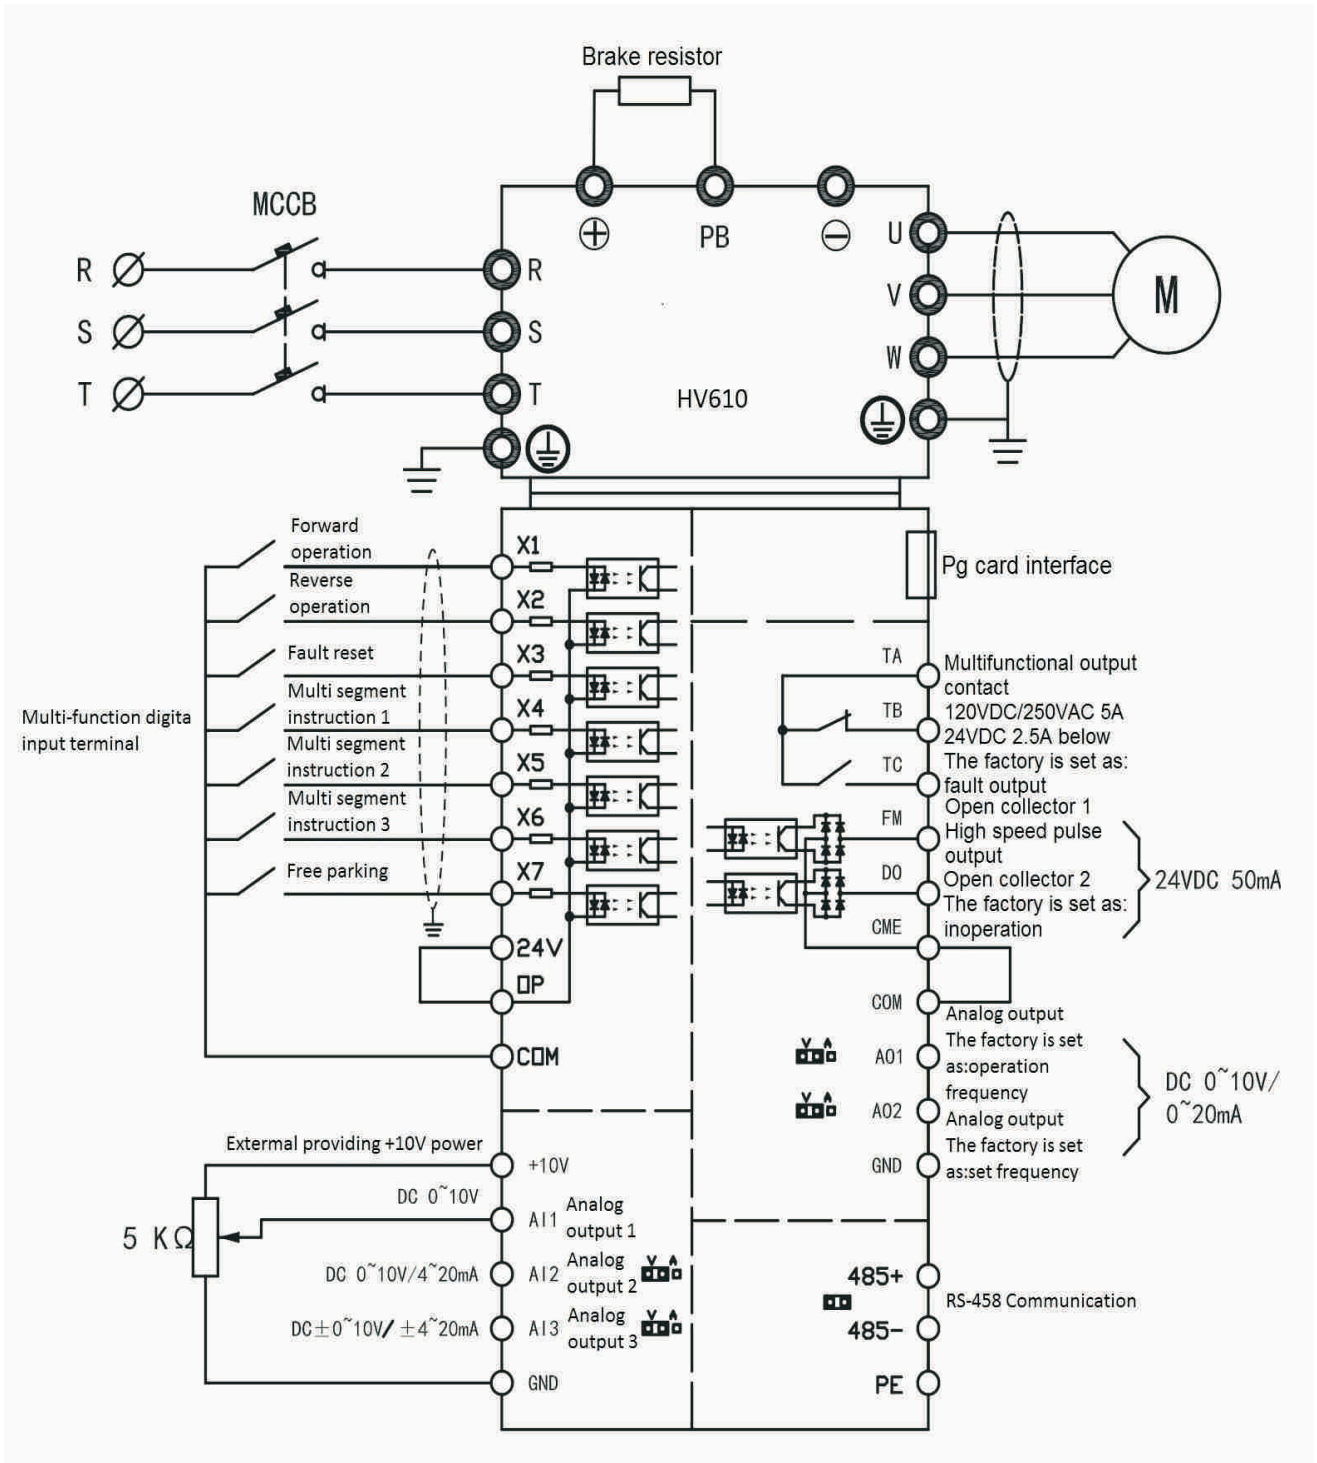 Brake resistor
MCCB
R
S
T
R
S
T
PB
U
V
W
M
HV610
Forward
operation
Reverse
operation
Fault reset
Multi segment
instruction 1
Multi segment
instruction 2
Multi segment
instruction 3
Free parking
Multi-function digita
input terminal
X1
X2
X3
X4
X5
X6
X7
24V
OP
COM
Pg card interface
TA
TB
TC
FM
DO
CME
COM
Multifunctional output
contact
120VDC/250VAC 5A
24VDC 2.5A below
The factory is set as:
fault output
Open collector 1
High speed pulse
output
Open collector 2
The factory is set as:
inoperation
24VDC 50mA
V A
AO1
V A
AO2
GND
Analog output
The factory is set
as:operation
frequency
Analog output
The factory is set
as:set frequency
DC 0~10V/
0~20mA
External providing +10V power
+10V
DC 0~10V
AI1
Analog
output 1
5 KΩ
DC 0~10V/4~20mA
AI2
Analog
output 2
V A
DC±0~10V/ ±4~20mA
AI3
Analog
output 3
V A
GND
485+
485-
RS-458 Communication
PE